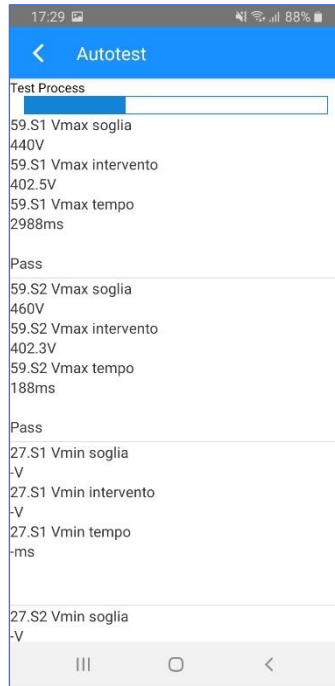 17:29 88%
Autotest
Test Process
59.S1 Vmax soglia
440V
59.S1 Vmax intervento
402.5V
59.S1 Vmax tempo
2988ms
Pass
59.S2 Vmax soglia
460V
59.S2 Vmax intervento
402.3V
59.S2 Vmax tempo
188ms
Pass
27.S1 Vmin soglia
-V
27.S1 Vmin intervento
-V
27.S1 Vmin tempo
-ms
27.S2 Vmin soglia
-V